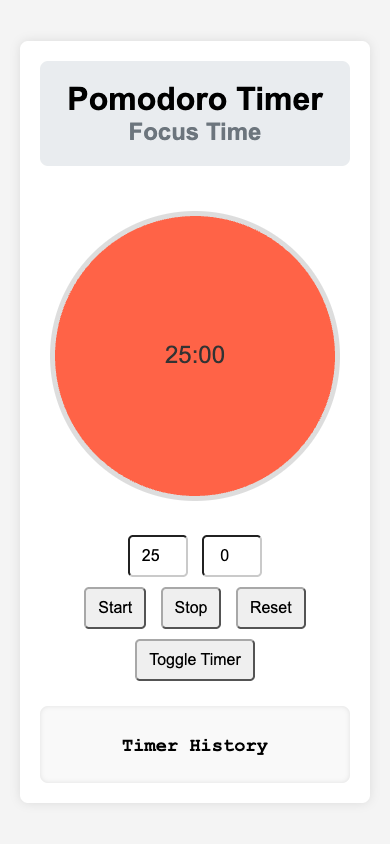 Pomodoro Timer
Focus Time
25:00
25 0
Start Stop Reset
Toggle Timer
Timer History